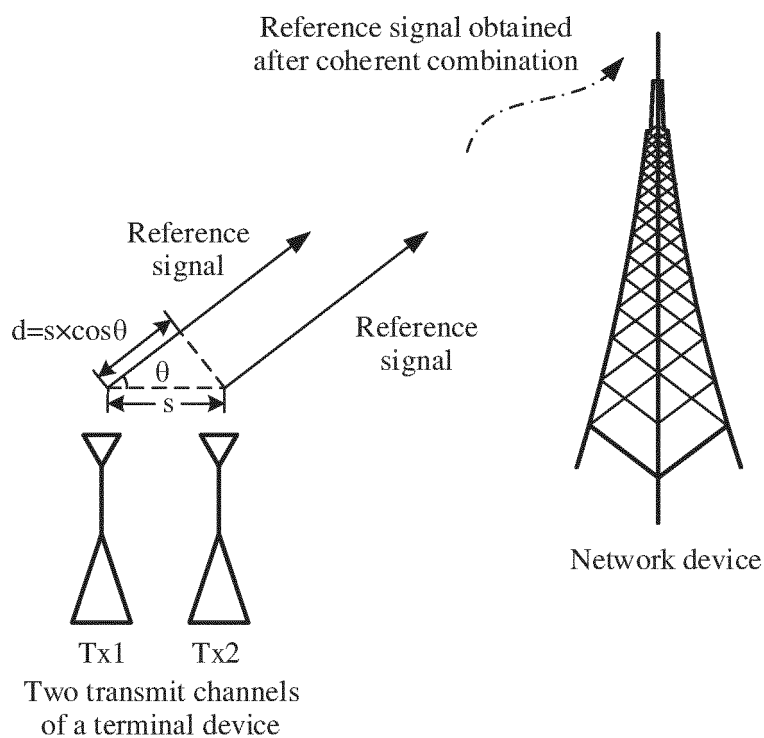 Reference signal obtained
after coherent combination
Reference
signal
d=s×cosθ
θ
s
Reference
signal
Tx1
Tx2
Two transmit channels
of a terminal device
Network device